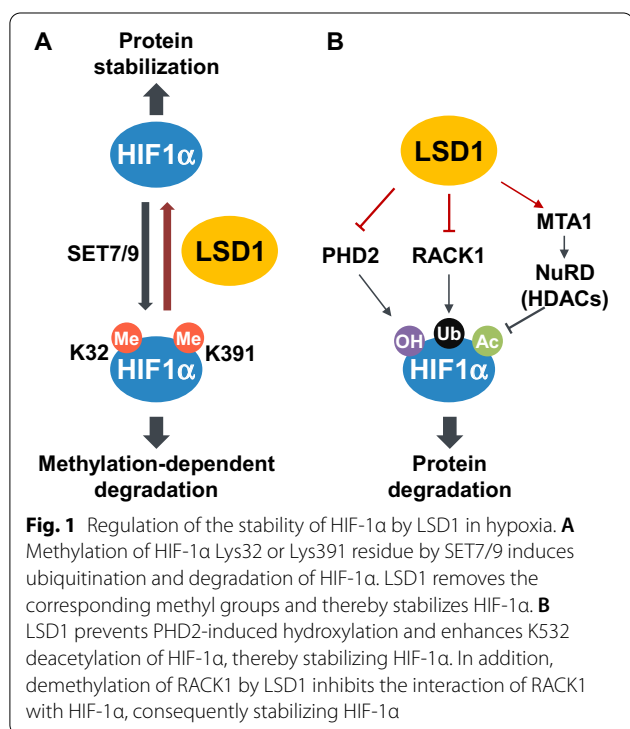 A
Protein
stabilization
HIF1α
SET7/9
LSD1
Me
Me
K32
K391
HIF1α
Methylation-dependent
degradation
B
LSD1
PHD2
RACK1
MTA1
NuRD
(HDACs)
OH
Ub
Ac
HIF1α
Protein
degradation
Fig. 1 Regulation of the stability of HIF-1α by LSD1 in hypoxia. A
Methylation of HIF-1α Lys32 or Lys391 residue by SET7/9 induces
ubiquitination and degradation of HIF-1α. LSD1 removes the
corresponding methyl groups and thereby stabilizes HIF-1α. B
LSD1 prevents PHD2-induced hydroxylation and enhances K532
deacetylation of HIF-1α, thereby stabilizing HIF-1α. In addition,
demethylation of RACK1 by LSD1 inhibits the interaction of RACK1
with HIF-1α, consequently stabilizing HIF-1α